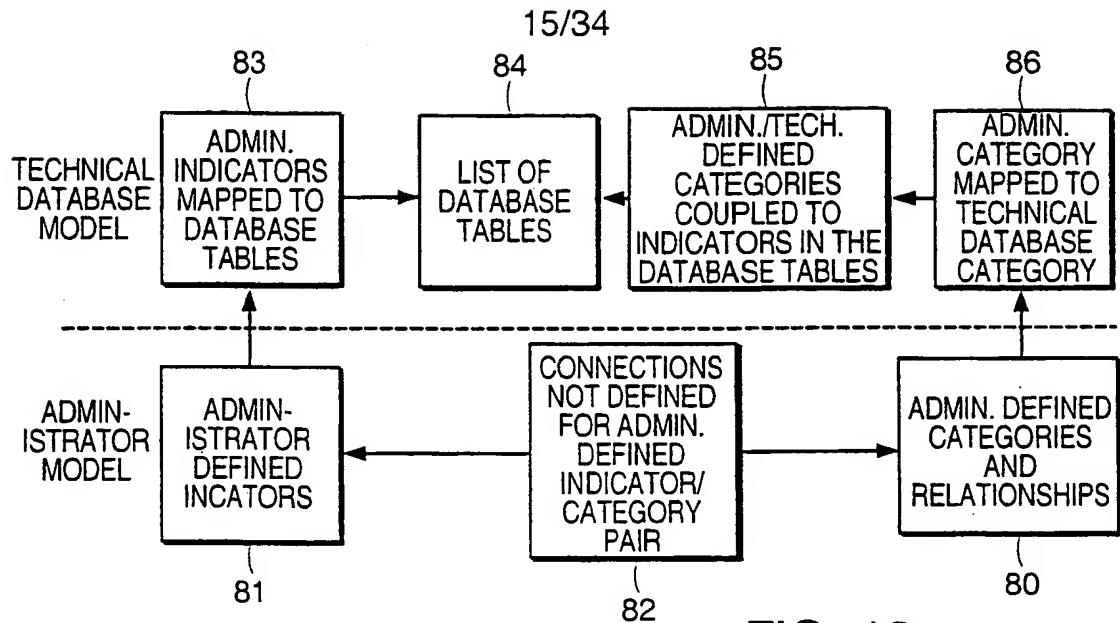 15/34
83
84
85
86
TECHNICAL
DATABASE
MODEL
ADMIN.
INDICATORS
MAPPED TO
DATABASE
TABLES
LIST OF
DATABASE
TABLES
ADMIN./TECH.
DEFINED
CATEGORIES
COUPLED TO
INDICATORS IN THE
DATABASE TABLES
ADMIN.
CATEGORY
MAPPED TO
TECHNICAL
DATABASE
CATEGORY
ADMIN-
ISTRATOR
MODEL
ADMIN-
ISTRATOR
DEFINED
INCATORS
CONNECTIONS
NOT DEFINED
FOR ADMIN.
DEFINED
INDICATOR/
CATEGORY
PAIR
ADMIN. DEFINED
CATEGORIES
AND
RELATIONSHIPS
81
82
80